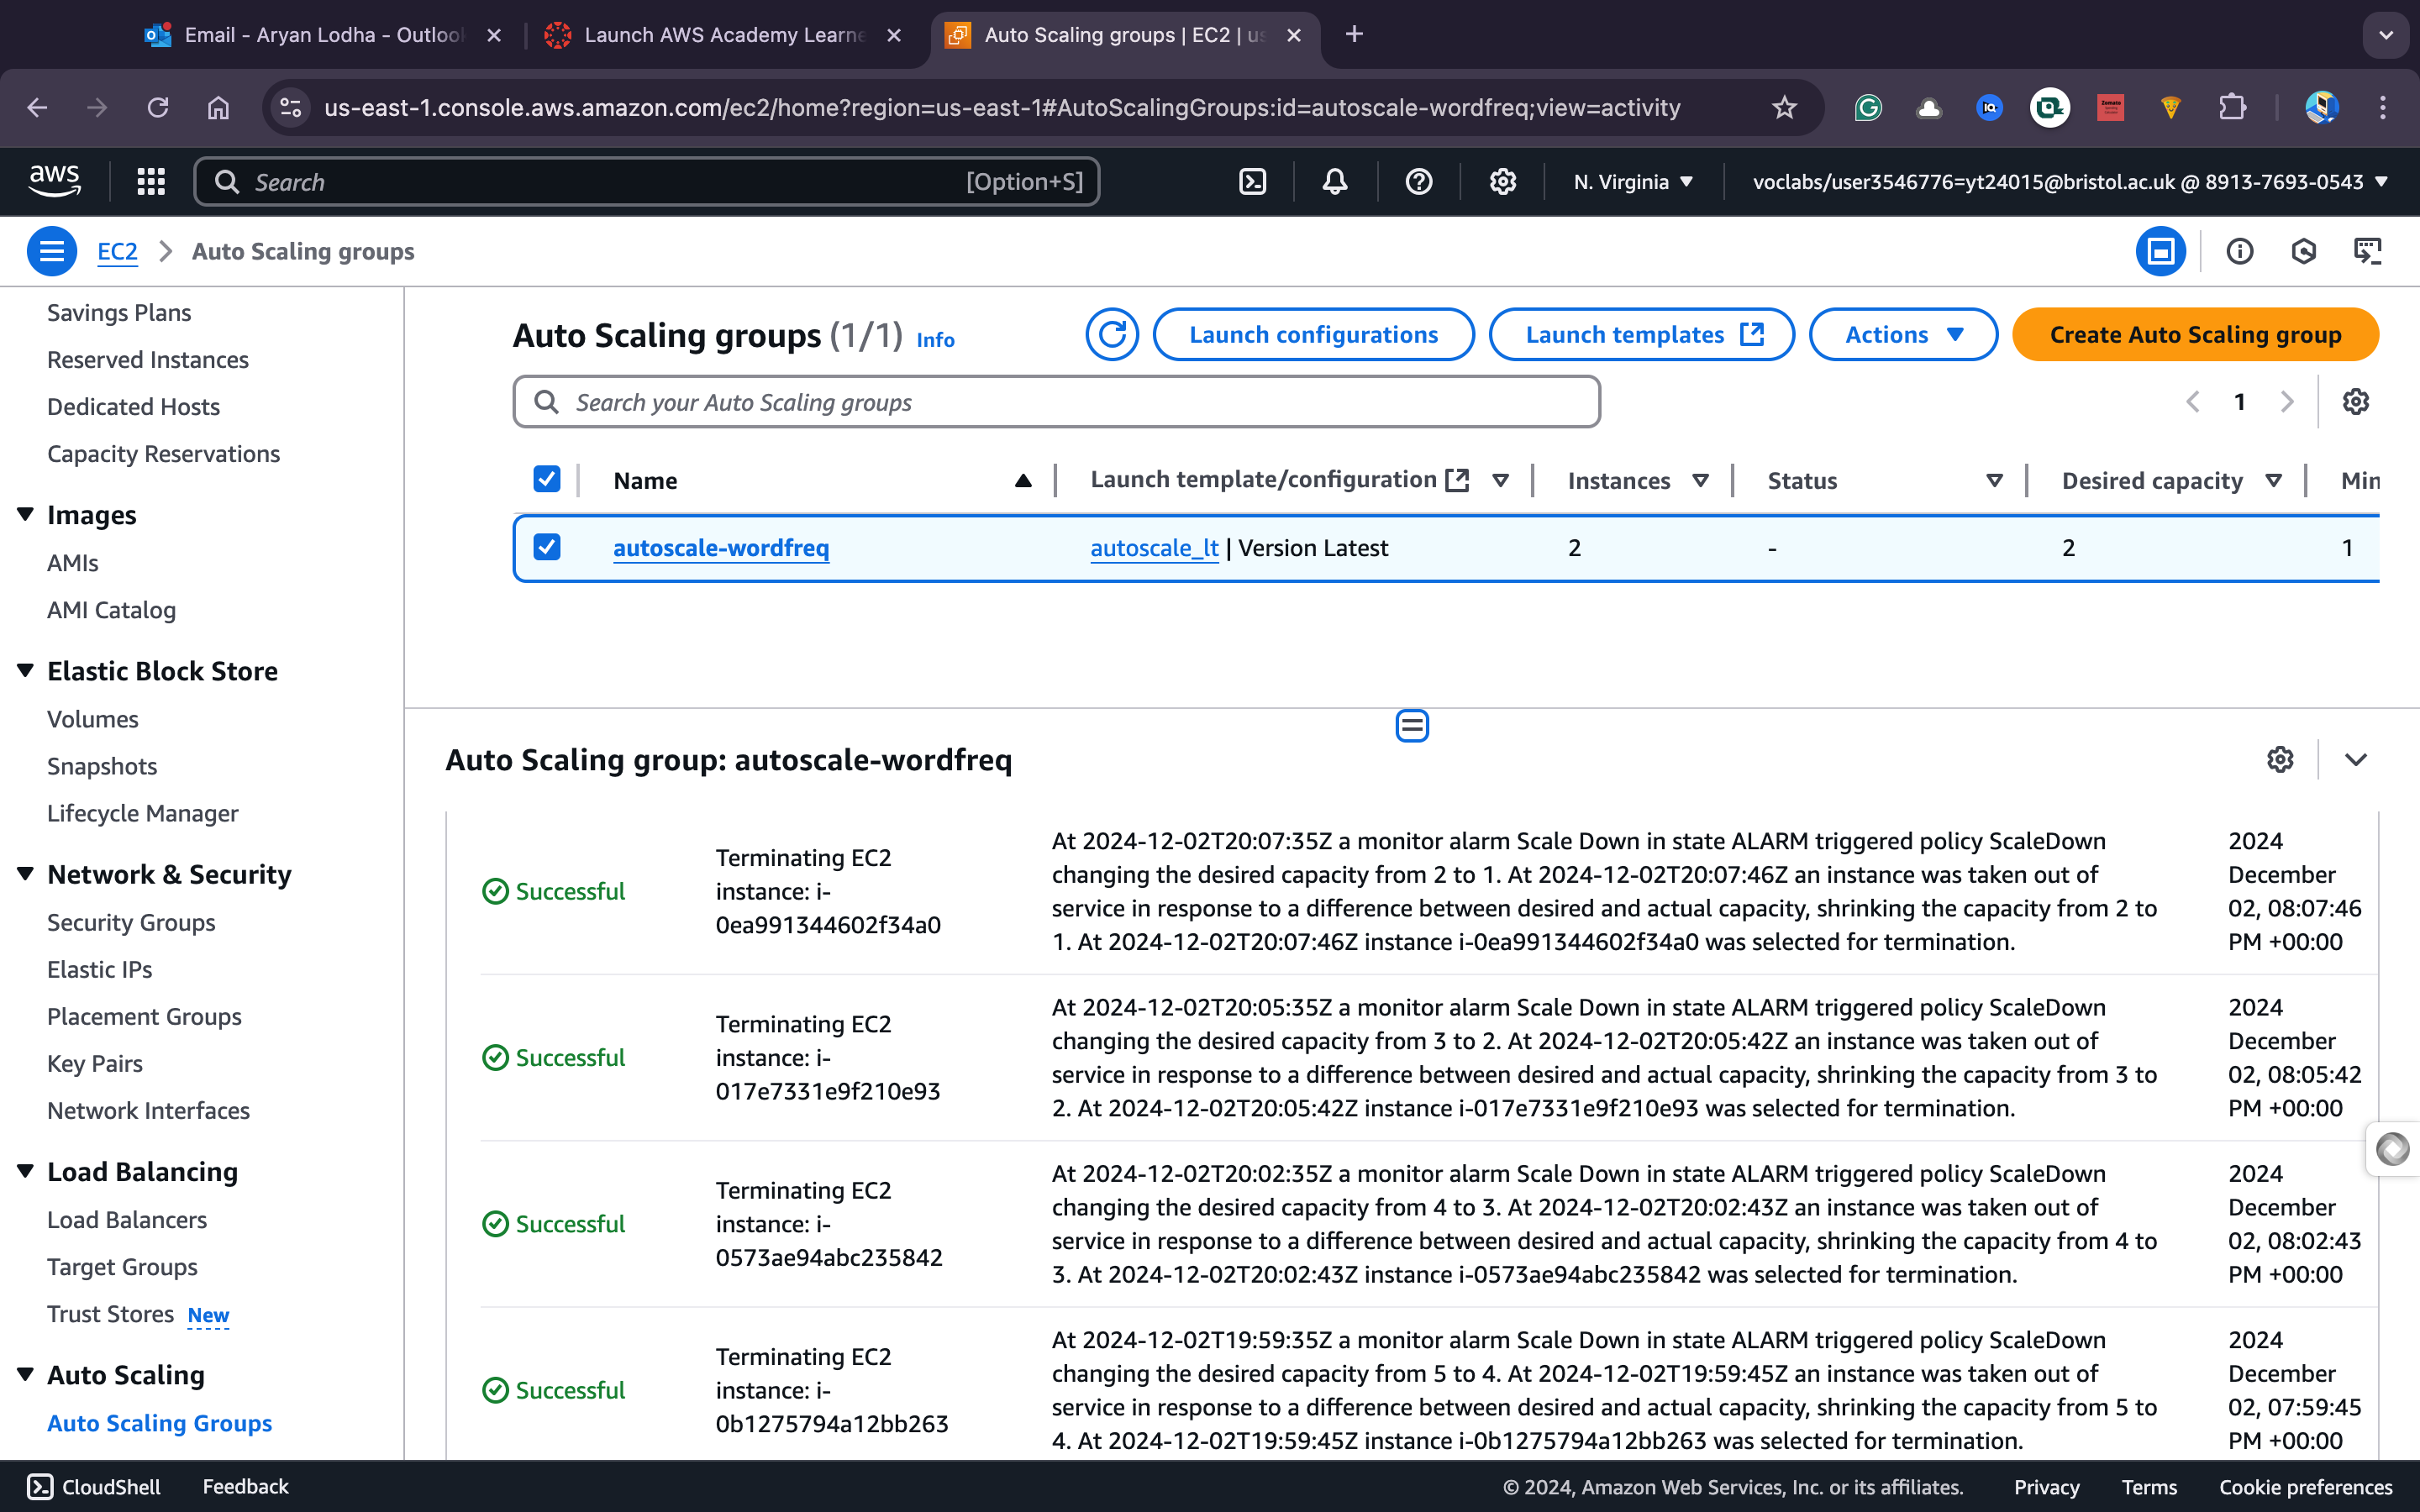 Email - Aryan Lodha - Outlook
Launch AWS Academy Learne
Auto Scaling groups | EC2 | us
us-east-1.console.aws.amazon.com/ec2/home?region=us-east-1#AutoScalingGroups:id=autoscale-wordfreq;view=activity
aws
Search
[Option+S]
N. Virginia
voclabs/user3546776=yt24015@bristol.ac.uk @ 8913-7693-0543
EC2
Auto Scaling groups
Savings Plans
Reserved Instances
Dedicated Hosts
Capacity Reservations
Images
AMIs
AMI Catalog
Elastic Block Store
Volumes
Snapshots
Lifecycle Manager
Network & Security
Security Groups
Elastic IPs
Placement Groups
Key Pairs
Network Interfaces
Load Balancing
Load Balancers
Target Groups
Trust Stores New
Auto Scaling
Auto Scaling Groups
Auto Scaling groups (1/1) Info
Launch configurations
Launch templates
Actions
Create Auto Scaling group
Search your Auto Scaling groups
1
Name
Launch template/configuration
Instances
Status
Desired capacity
Min
autoscale-wordfreq
autoscale_lt | Version Latest
2
-
2
1
Auto Scaling group: autoscale-wordfreq
Successful
Terminating EC2
instance: i-
0ea991344602f34a0
At 2024-12-02T20:07:35Z a monitor alarm Scale Down in state ALARM triggered policy ScaleDown
changing the desired capacity from 2 to 1. At 2024-12-02T20:07:46Z an instance was taken out of
service in response to a difference between desired and actual capacity, shrinking the capacity from 2 to
1. At 2024-12-02T20:07:46Z instance i-0ea991344602f34a0 was selected for termination.
2024
December
02, 08:07:46
PM +00:00
Successful
Terminating EC2
instance: i-
017e7331e9f210e93
At 2024-12-02T20:05:35Z a monitor alarm Scale Down in state ALARM triggered policy ScaleDown
changing the desired capacity from 3 to 2. At 2024-12-02T20:05:42Z an instance was taken out of
service in response to a difference between desired and actual capacity, shrinking the capacity from 3 to
2. At 2024-12-02T20:05:42Z instance i-017e7331e9f210e93 was selected for termination.
2024
December
02, 08:05:42
PM +00:00
Successful
Terminating EC2
instance: i-
0573ae94abc235842
At 2024-12-02T20:02:35Z a monitor alarm Scale Down in state ALARM triggered policy ScaleDown
changing the desired capacity from 4 to 3. At 2024-12-02T20:02:43Z an instance was taken out of
service in response to a difference between desired and actual capacity, shrinking the capacity from 4 to
3. At 2024-12-02T20:02:43Z instance i-0573ae94abc235842 was selected for termination.
2024
December
02, 08:02:43
PM +00:00
Successful
Terminating EC2
instance: i-
0b1275794a12bb263
At 2024-12-02T19:59:35Z a monitor alarm Scale Down in state ALARM triggered policy ScaleDown
changing the desired capacity from 5 to 4. At 2024-12-02T19:59:45Z an instance was taken out of
service in response to a difference between desired and actual capacity, shrinking the capacity from 5 to
4. At 2024-12-02T19:59:45Z instance i-0b1275794a12bb263 was selected for termination.
2024
December
02, 07:59:45
PM +00:00
CloudShell
Feedback
© 2024, Amazon Web Services, Inc. or its affiliates.
Privacy
Terms
Cookie preferences